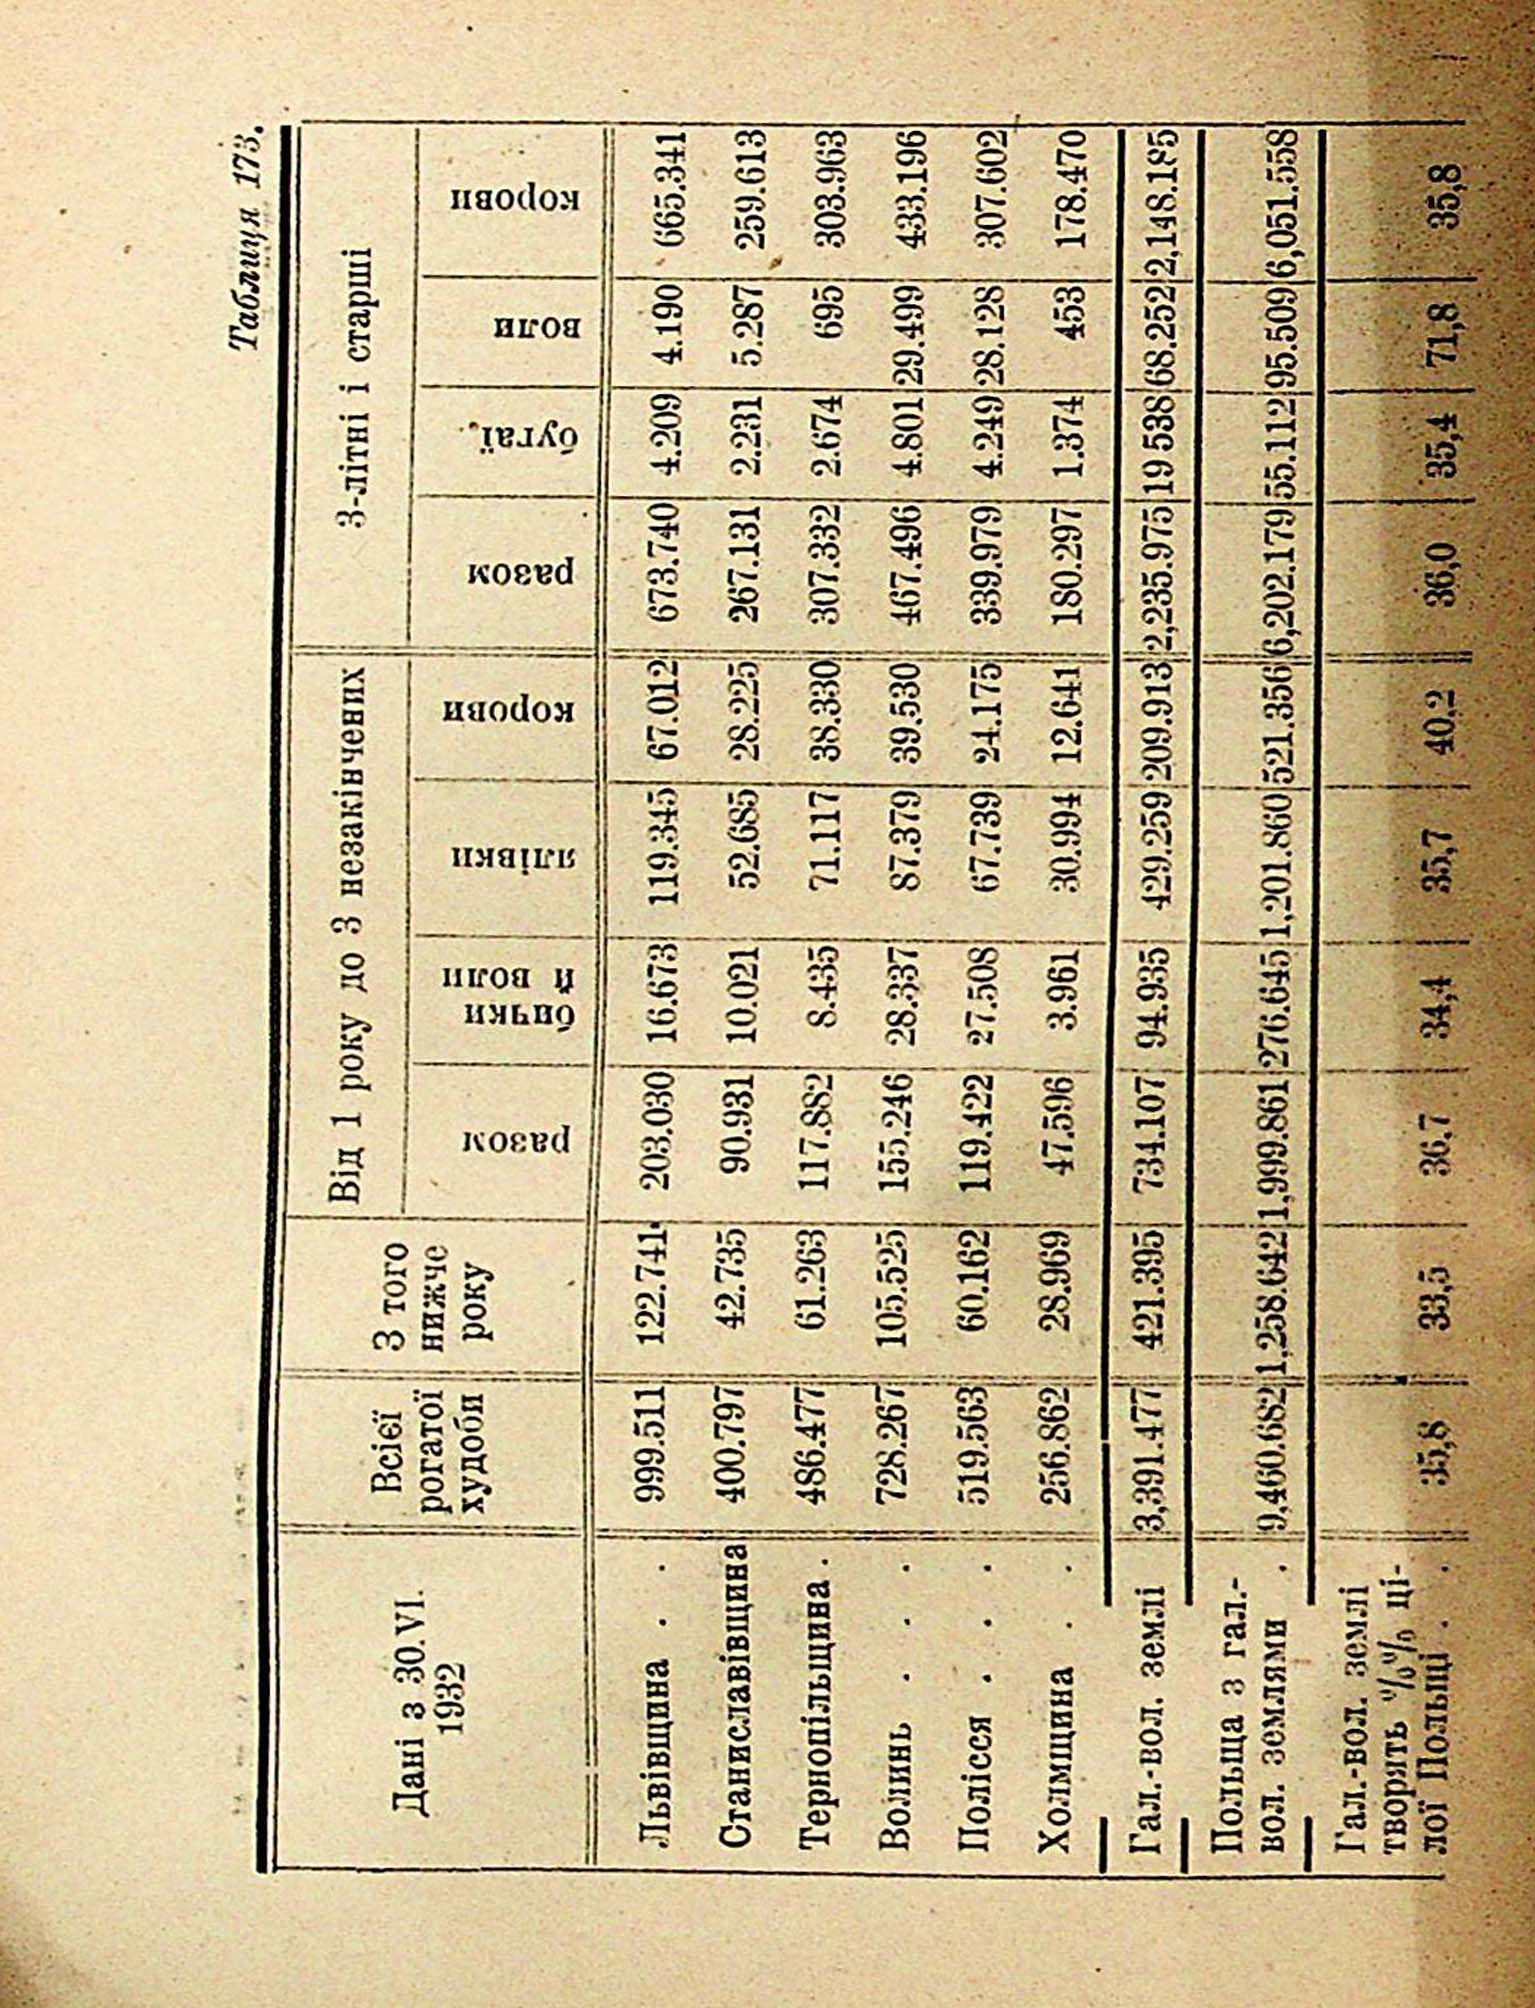 Таблиця 173.
Дані з 30.VI. 1932 | Всієї рогатої худоби | З того нижче року | Від 1 року до 3 незакінчених | 3-літні і старші
разом | бички й воли | ялівки | корови | разом | бугаї | воли | корови
Львівщина . . 999.511 122.741 203.030 16.673 119.345 67.012 673.740 4.209 4.190 665.341
Станиславівщина 400.797 42.735 90.931 10.021 52.685 28.225 267.131 2.231 5.287 259.613
Тернопільщина . 486.477 61.263 117.882 8.435 71.117 38.330 307.332 2.674 695 303.963
Волинь . . . . 728.267 105.525 155.246 28.337 87.379 39.530 467.496 4.801 29.499 433.196
Полісся . . . . 519.563 60.162 119.422 27.508 67.739 24.175 339.979 4.249 28.128 307.602
Холмщина . . 256.862 28.969 47.596 3.961 30.994 12.641 180.297 1.374 453 178.470
Гал.-вол. землі 3,391.477 421.395 734.107 94.935 429.259 209.913 2,235.975 19 538 68.252 2,148.185
Польща з гал.-
вол. землями . 9,460.682 1,258.642 1,999.861 276.645 1,201.860 521.356 6,202.179 55.112 95.509 6,051.558
Гал.-вол. землі
творять %% ці-
лої Польщі . . 35,8 33,5 36,7 34,4 35,7 40,2 36,0 35,4 71,8 35,8